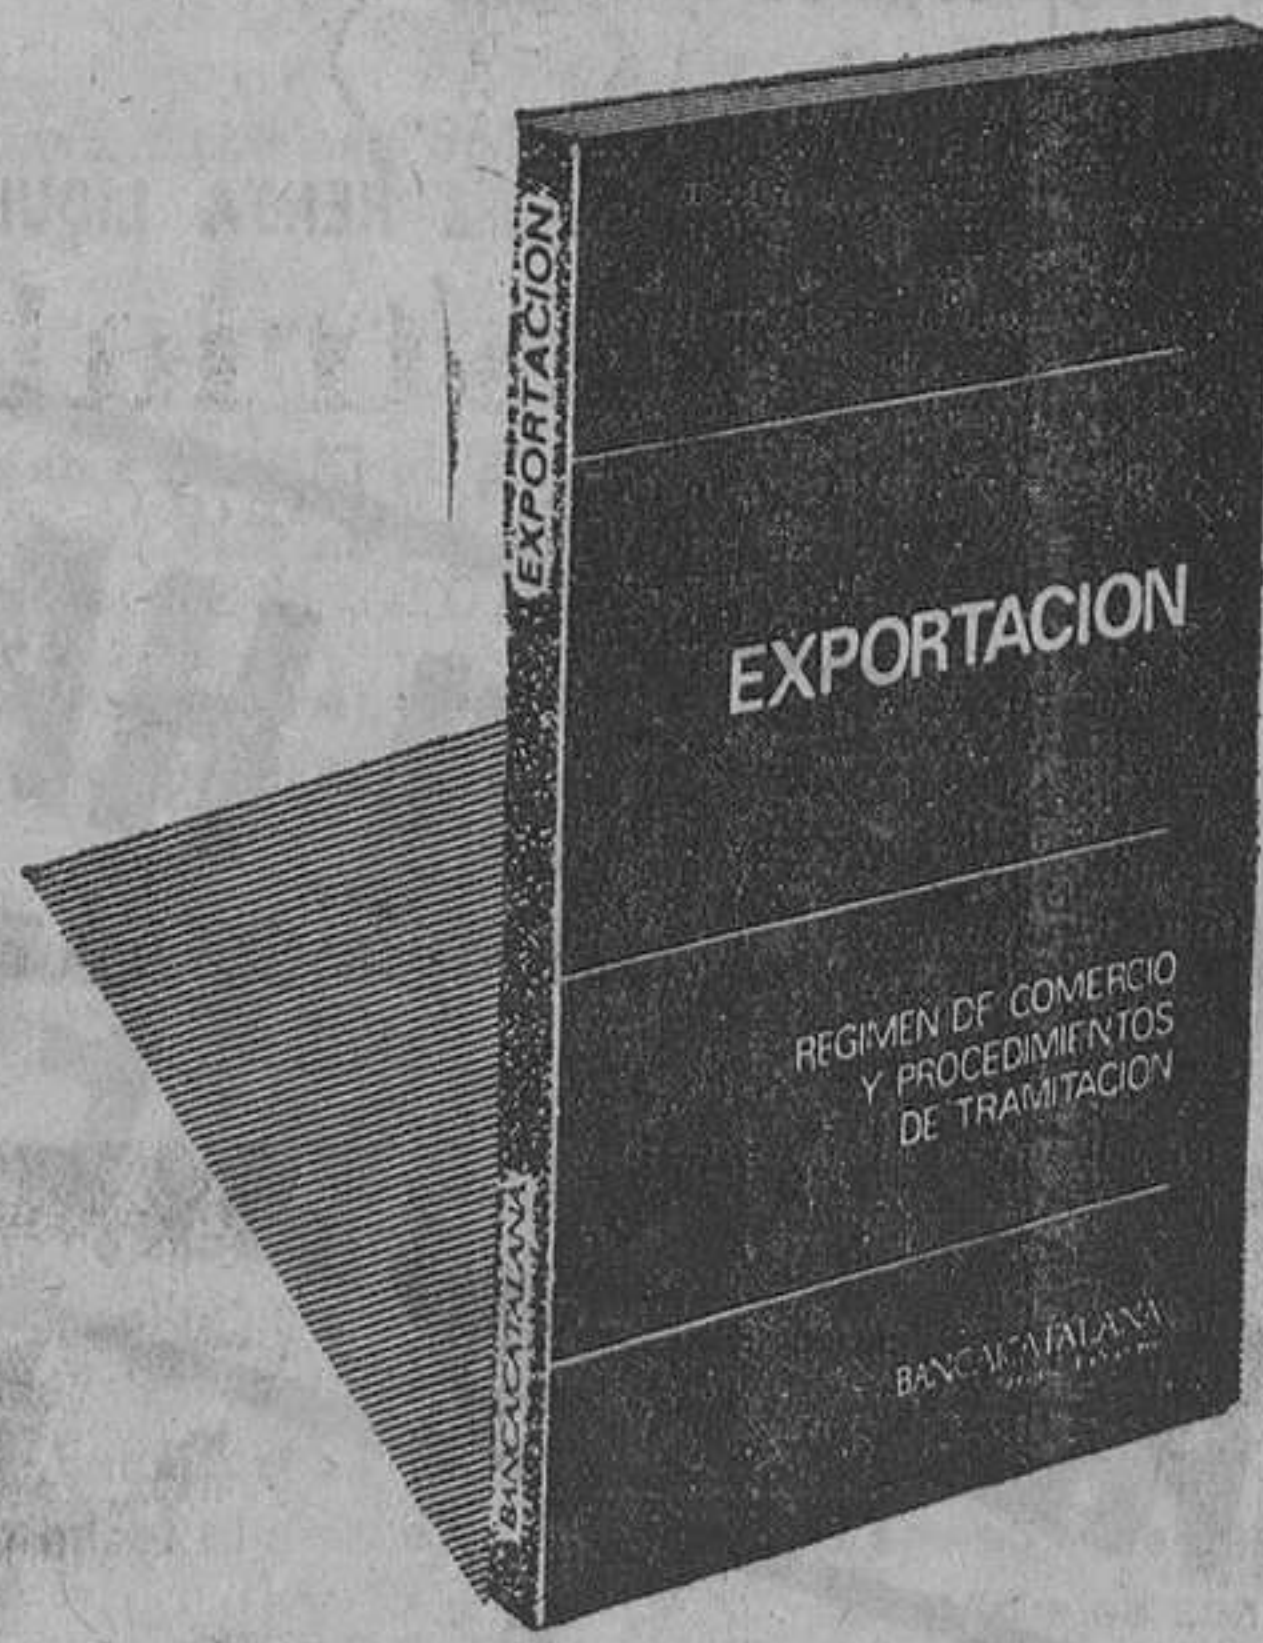 EXPORTACION
EXPORTACION
REGIMEN DE COMERCIO
Y PROCEDIMIENTOS
DE TRAMITACION
BANCA CATALANA
BANCA CATALANA